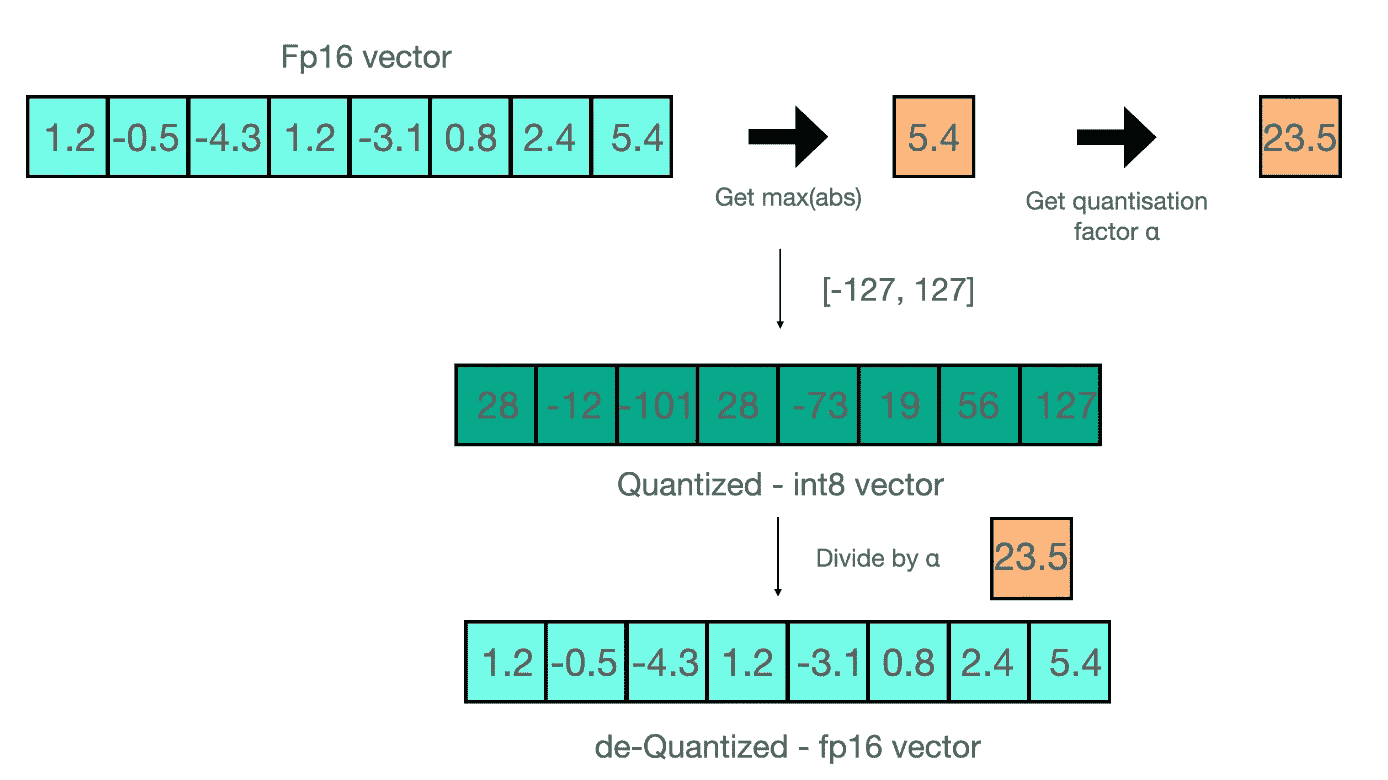 Fp16 vector
1.2 -0.5 -4.3 1.2 -3.1 0.8 2.4 5.4
Get max(abs)
5.4
Get quantisation
factor α
23.5
[-127, 127]
28 -12 -101 28 -73 19 56 127
Quantized - int8 vector
Divide by α
23.5
1.2 -0.5 -4.3 1.2 -3.1 0.8 2.4 5.4
de-Quantized - fp16 vector